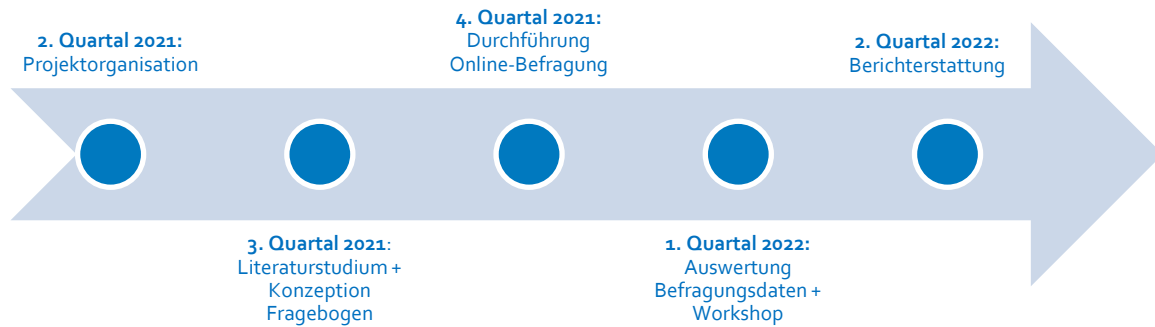 2. Quartal 2021:
Projektorganisation
3. Quartal 2021:
Literaturstudium +
Konzeption
Fragebogen
4. Quartal 2021:
Durchführung
Online-Befragung
1. Quartal 2022:
Auswertung
Befragungsdaten +
Workshop
2. Quartal 2022:
Berichterstattung